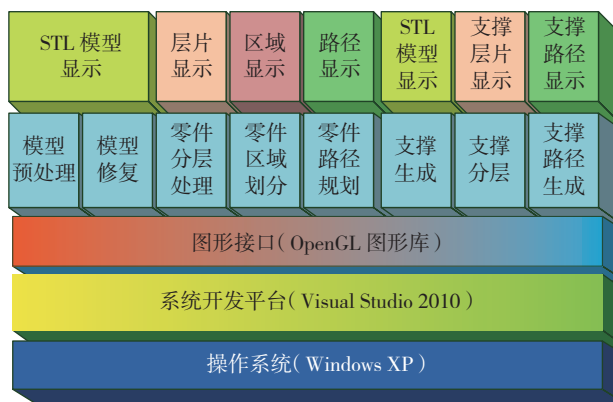 STL 模型
显示
层片
显示
区域
显示
路径
显示
STL
模型
显示
支撑
层片
显示
支撑
路径
显示
模型
预处理
模型
修复
零件
分层
处理
零件
区域
划分
零件
路径
规划
支撑
生成
支撑
分层
支撑
路径
生成
图形接口(OpenGL 图形库)
系统开发平台(Visual Studio 2010)
操作系统(Windows XP)